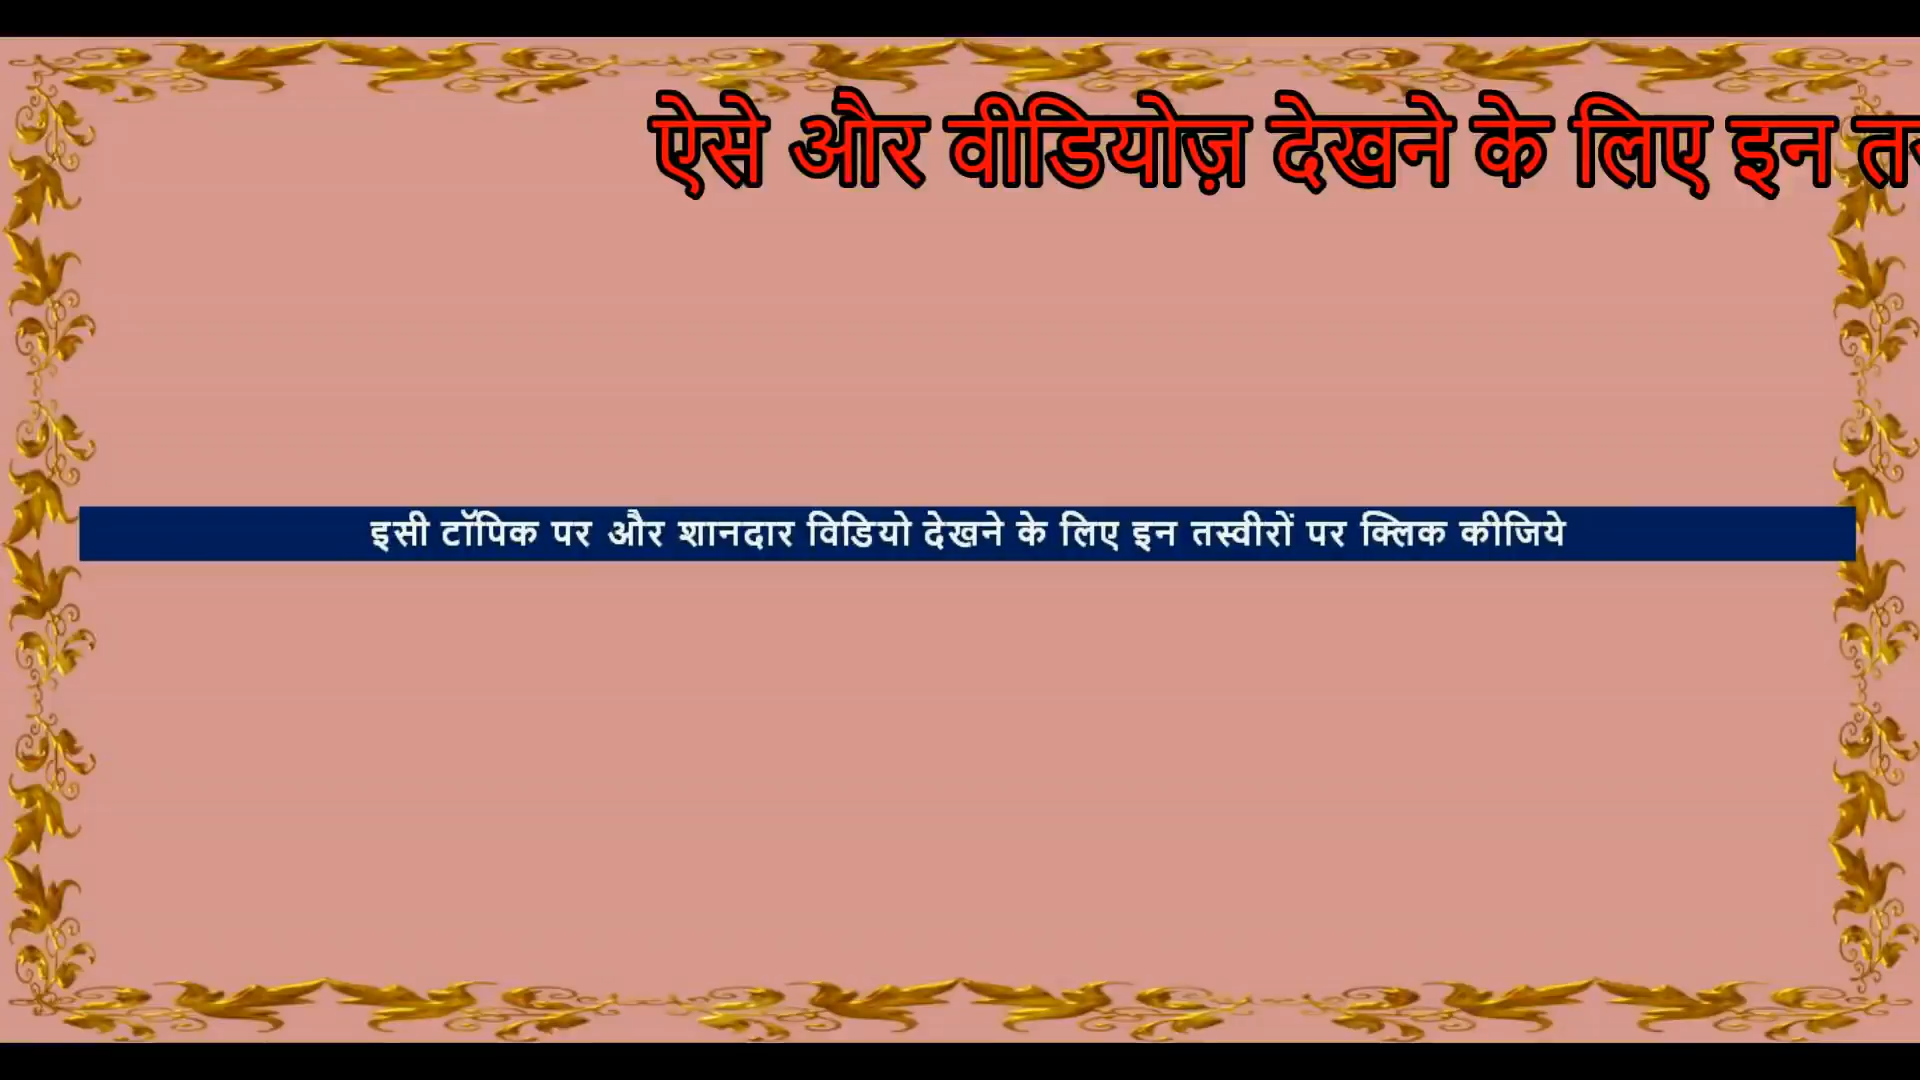 ऐसे और वीडियोज़ देखने के लिए इन
इसी टॉपिक पर और शानदार विडियो देखने के लिए इन तस्वीरों पर क्लिक कीजिये